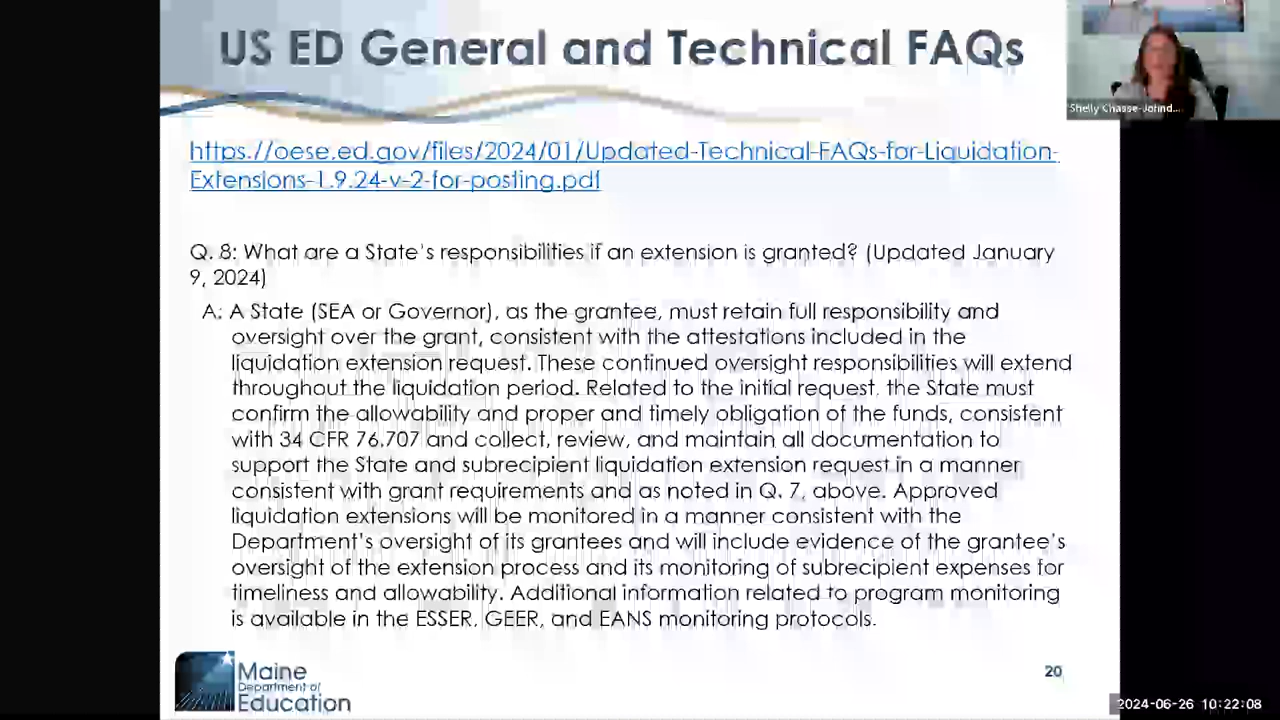 US ED General and Technical FAQs
https://oese.ed.gov/files/2024/01/Updated-Technical-FAQs-for-Liquidation-
Extensions-1.9.24-v-2-for-posting.pdf
Q. 8: What are a State's responsibilities if an extension is granted? (Updated January
9, 2024)
A: A State (SEA or Governor), as the grantee, must retain full responsibility and
oversight over the grant, consistent with the attestations included in the
liquidation extension request. These continued oversight responsibilities will extend
throughout the liquidation period. Related to the initial request, the State must
confirm the allowability and proper and timely obligation of the funds, consistent
with 34 CFR 76.707 and collect, review, and maintain all documentation to
support the State and subrecipient liquidation extension request in a manner
consistent with grant requirements and as noted in Q. 7, above. Approved
liquidation extensions will be monitored in a manner consistent with the
Department's oversight of its grantees and will include evidence of the grantee's
oversight of the extension process and its monitoring of subrecipient expenses for
timeliness and allowability. Additional information related to program monitoring
is available in the ESSER, GEER, and EANS monitoring protocols.
Maine
Department of
Education
20
Shelly Chasse-Johnd...
2024-06-26 10:22:08